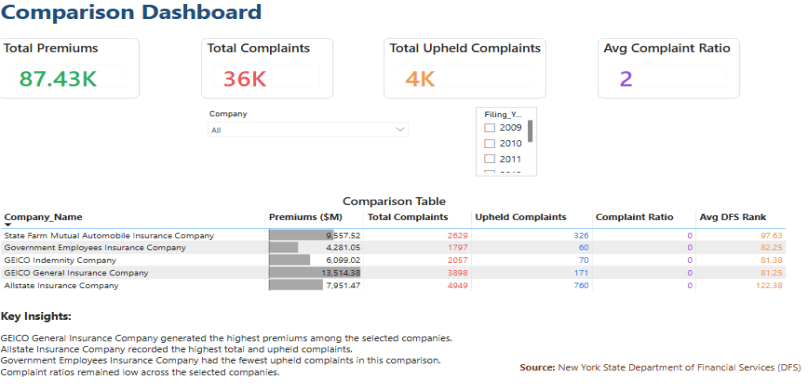 Comparison Dashboard
Total Premiums
87.43K
Total Complaints
36K
Total Upheld Complaints
4K
Avg Complaint Ratio
2
Company
All
Filing_Y...
2009
2010
2011
Comparison Table
Company_Name Premiums ($M) Total Complaints Upheld Complaints Complaint Ratio Avg DFS Rank
State Farm Mutual Automobile Insurance Company 9,557.52 2629 326 0 97.63
Government Employees Insurance Company 4,281.05 1797 60 0 82.25
GEICO Indemnity Company 6,099.02 2057 70 0 81.38
GEICO General Insurance Company 13,514.38 3898 171 0 81.25
Allstate Insurance Company 7,951.47 4949 760 0 122.38
Key Insights:
GEICO General Insurance Company generated the highest premiums among the selected companies.
Allstate Insurance Company recorded the highest total and upheld complaints.
Government Employees Insurance Company had the fewest upheld complaints in this comparison.
Complaint ratios remained low across the selected companies.
Source: New York State Department of Financial Services (DFS)